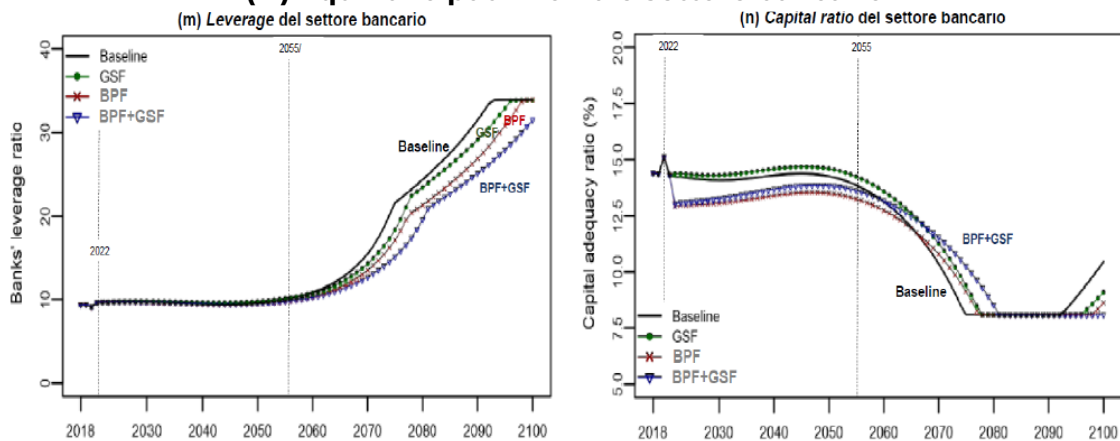 (m) Leverage del settore bancario
(n) Capital ratio del settore bancario
Banks' leverage ratio
40
30
20
10
0
2055/
2022
Baseline
GSF
BPF
BPF+GSF
Baseline
GSF
BPF
BPF+GSF
2018 2030 2040 2050 2060 2070 2080 2090 2100
Capital adequacy ratio (%)
20.0
17.5
15.0
12.5
10.0
7.5
5.0
2022
2055
BPF+GSF
Baseline
Baseline
GSF
BPF
BPF+GSF
2018 2030 2040 2050 2060 2070 2080 2090 2100